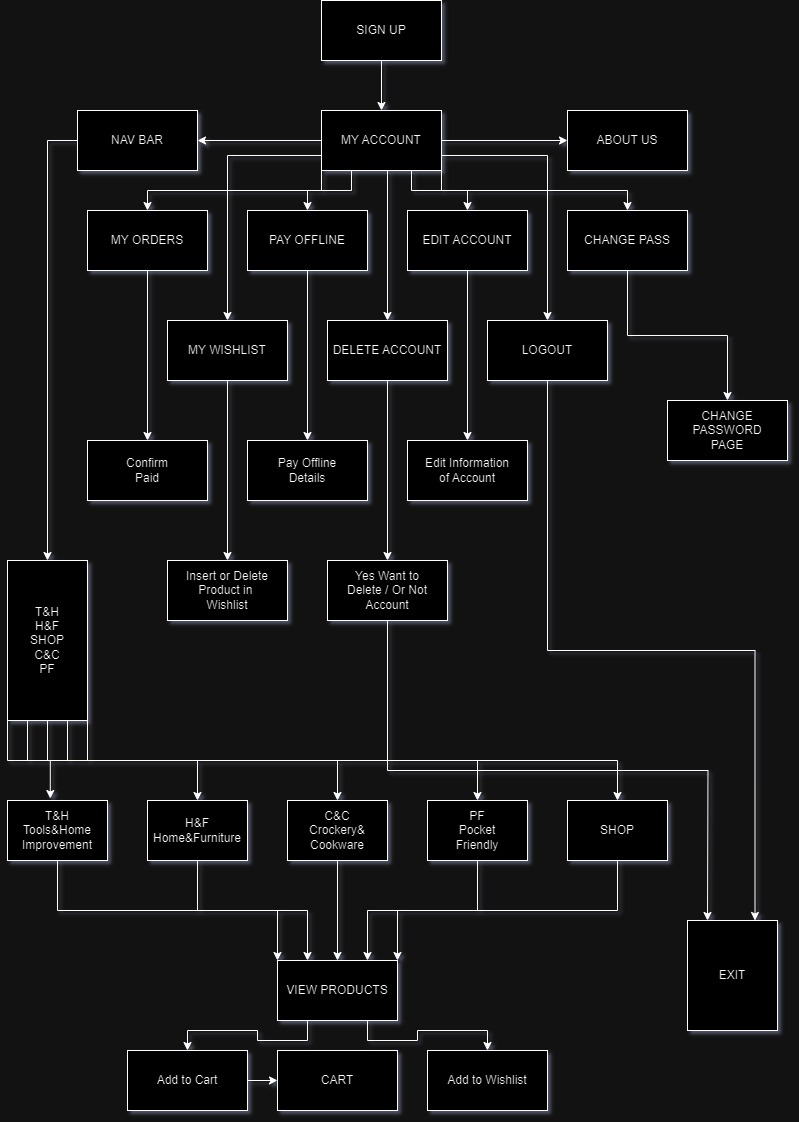 SIGN UP
NAV BAR
MY ACCOUNT
ABOUT US
MY ORDERS
PAY OFFLINE
EDIT ACCOUNT
CHANGE PASS
MY WISHLIST
DELETE ACCOUNT
LOGOUT
CHANGE
PASSWORD
PAGE
Confirm
Paid
Pay Offline
Details
Edit Information
of Account
T&H
H&F
SHOP
C&C
PF
Insert or Delete
Product in
Wishlist
Yes Want to
Delete / Or Not
Account
T&H
Tools&Home
Improvement
H&F
Home&Furniture
C&C
Crockery&
Cookware
PF
Pocket
Friendly
SHOP
EXIT
VIEW PRODUCTS
Add to Cart
CART
Add to Wishlist